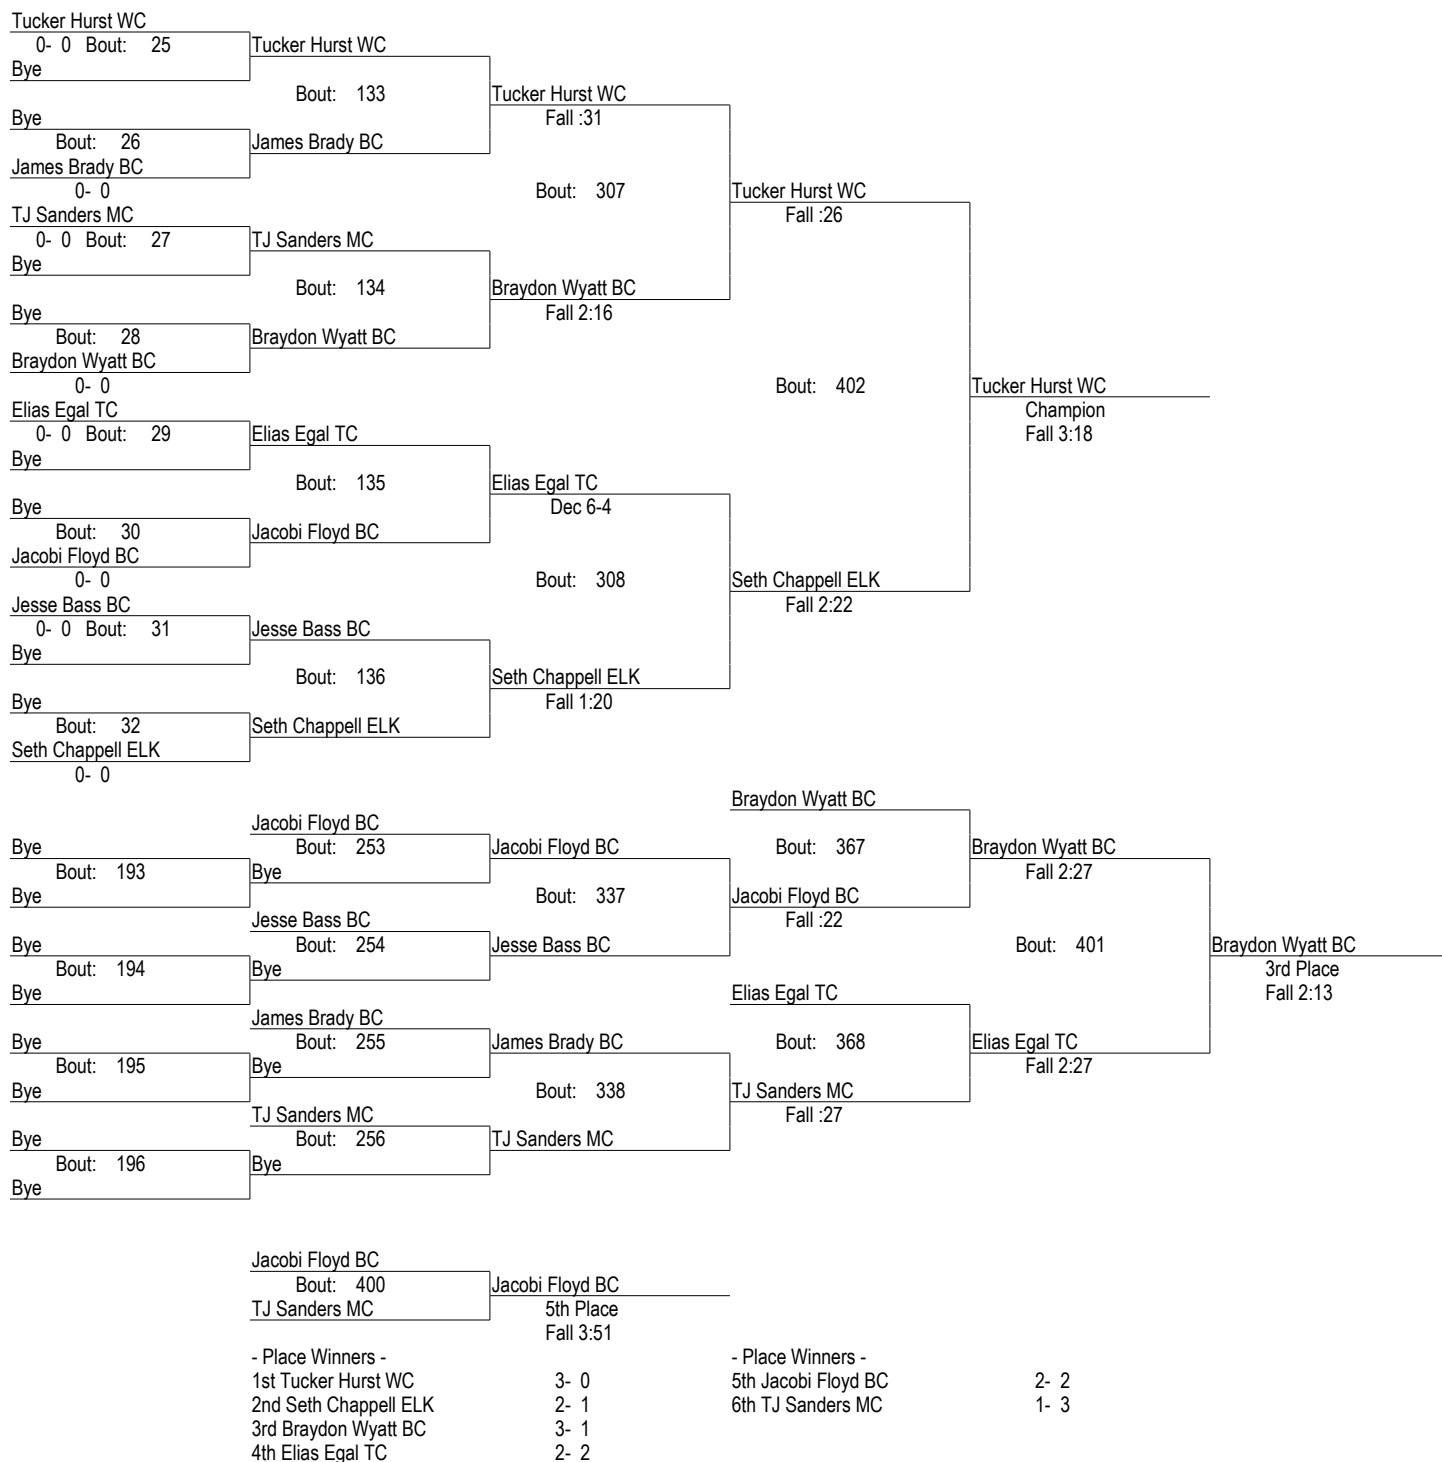 Tucker Hurst WC
0- 0 Bout: 25 Tucker Hurst WC
Bye
Bout: 133 Tucker Hurst WC
Bye Fall :31
Bout: 26 James Brady BC
James Brady BC
0- 0 Bout: 307 Tucker Hurst WC
TJ Sanders MC Fall :26
0- 0 Bout: 27 TJ Sanders MC
Bye
Bout: 134 Braydon Wyatt BC
Bye Fall 2:16
Bout: 28 Braydon Wyatt BC
Braydon Wyatt BC
0- 0 Bout: 402 Tucker Hurst WC
Elias Egal TC Champion
0- 0 Bout: 29 Elias Egal TC Fall 3:18
Bye
Bout: 135 Elias Egal TC
Bye Dec 6-4
Bout: 30 Jacobi Floyd BC
Jacobi Floyd BC
0- 0 Bout: 308 Seth Chappell ELK
Jesse Bass BC Fall 2:22
0- 0 Bout: 31 Jesse Bass BC
Bye
Bout: 136 Seth Chappell ELK
Bye Fall 1:20
Bout: 32 Seth Chappell ELK
Seth Chappell ELK
0- 0
Braydon Wyatt BC
Jacobi Floyd BC
Bye Bout: 253 Jacobi Floyd BC Bout: 367 Braydon Wyatt BC
Bout: 193 Bye Fall 2:27
Bye Bout: 337 Jacobi Floyd BC
Jesse Bass BC Fall :22
Bye Bout: 254 Jesse Bass BC Bout: 401 Braydon Wyatt BC
Bout: 194 Bye 3rd Place
Bye Elias Egal TC Fall 2:13
James Brady BC
Bye Bout: 255 James Brady BC Bout: 368 Elias Egal TC
Bout: 195 Bye Fall 2:27
Bye Bout: 338 TJ Sanders MC
TJ Sanders MC Fall :27
Bye Bout: 256 TJ Sanders MC
Bout: 196 Bye
Bye
Jacobi Floyd BC
Bout: 400 Jacobi Floyd BC
TJ Sanders MC 5th Place
Fall 3:51
- Place Winners - - Place Winners -
1st Tucker Hurst WC 3- 0 5th Jacobi Floyd BC 2- 2
2nd Seth Chappell ELK 2- 1 6th TJ Sanders MC 1- 3
3rd Braydon Wyatt BC 3- 1
4th Elias Egal TC 2- 2